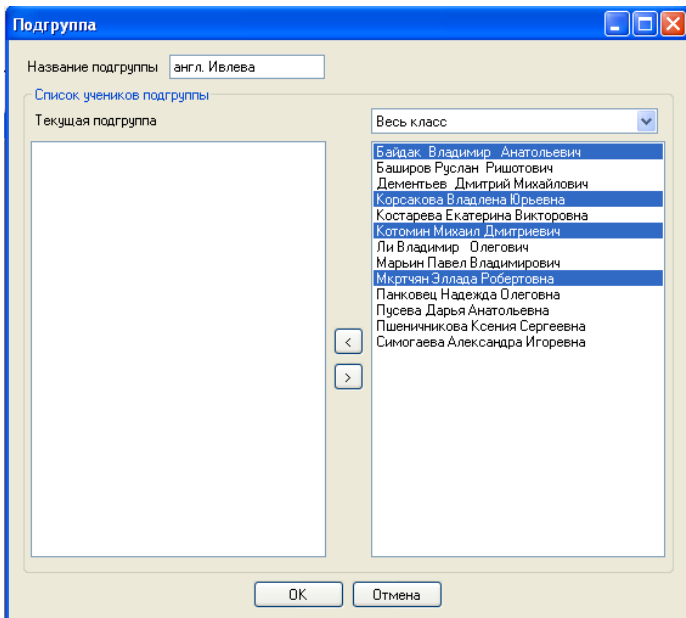 Подгруппа
Название подгруппы англ. Ивлева
Список учеников подгруппы
Текущая подгруппа
Весь класс
Байдак Владимир Анатольевич
Баширов Руслан Ришотович
Дементьев Дмитрий Михайлович
Корсакова Владлена Юрьевна
Костарева Екатерина Викторовна
Котомин Михаил Дмитриевич
Ли Владимир Олегович
Марьин Павел Владимирович
Мкртчян Эллада Робертовна
Панковец Надежда Олеговна
Пусева Дарья Анатольевна
Пшеничникова Ксения Сергеевна
Симогаева Александра Игоревна
<
>
OK
Отмена